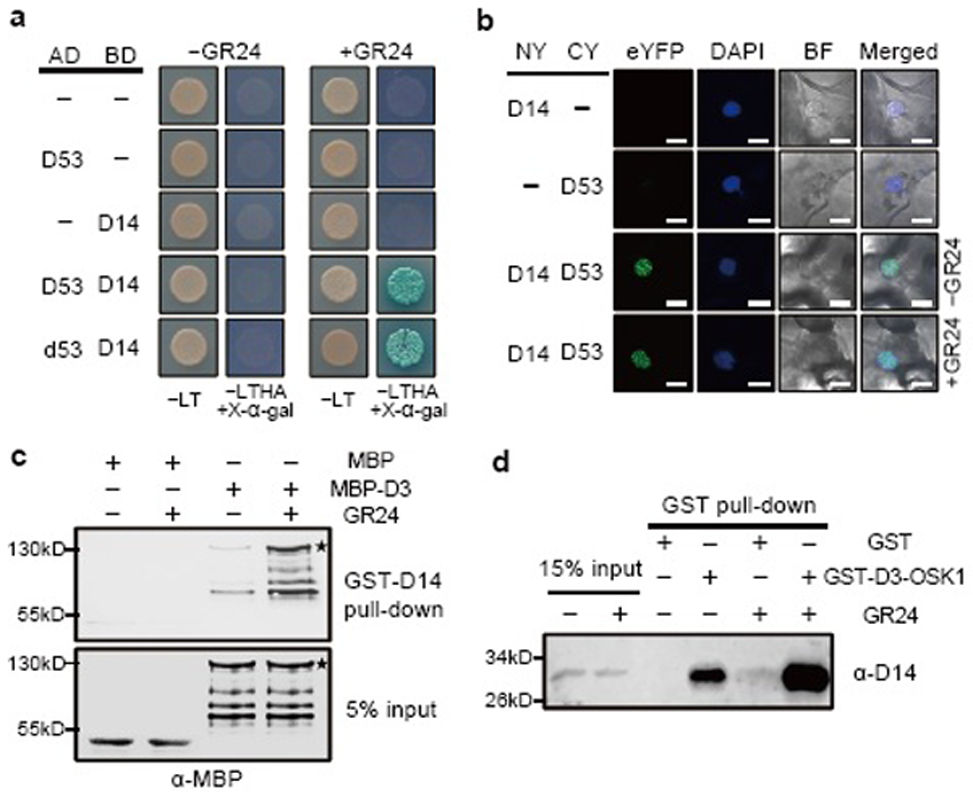 a
AD BD −GR24 +GR24
− −
D53 −
− D14
D53 D14
d53 D14
−LT −LTHA +X-α-gal −LT −LTHA +X-α-gal
b
NY CY eYFP DAPI BF Merged
D14 −
− D53
D14 D53 −GR24
D14 D53 +GR24
c
+ + − − MBP
− − + + MBP-D3
− + − + GR24
130kD ★
GST-D14
pull-down
55kD
130kD ★
5% input
55kD
α-MBP
d
GST pull-down
+ − + − GST
15% input − + − + GST-D3-OSK1
− + − − + + GR24
34kD
α-D14
26kD